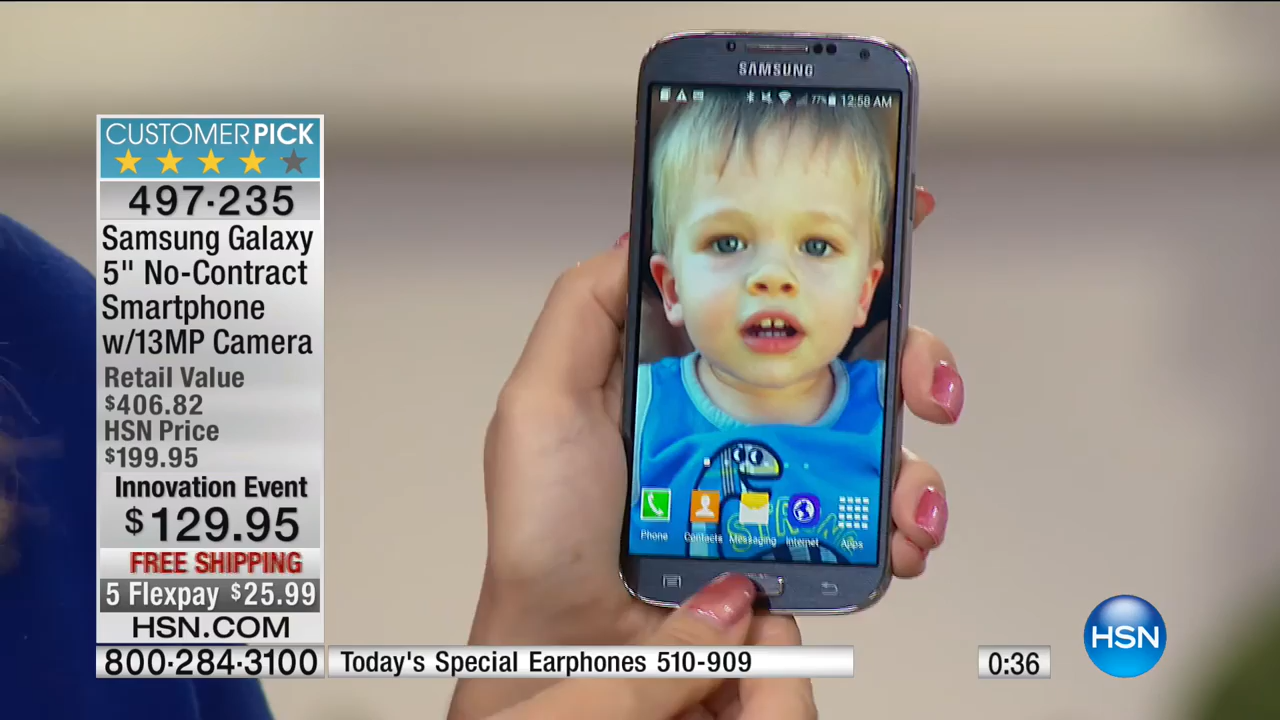 CUSTOMERPICK
497·235
Samsung Galaxy
5" No-Contract
Smartphone
w/13MP Camera
Retail Value
$406.82
HSN Price
$199.95
Innovation Event
$129.95
FREE SHIPPING
5 Flexpay $25.99
HSN.COM
800·284·3100
Today's Special Earphones 510-909
0:36
HSN
SAMSUNG
77% 12:58 AM
STRONG
Phone
Contacts
Messaging
Internet
Apps